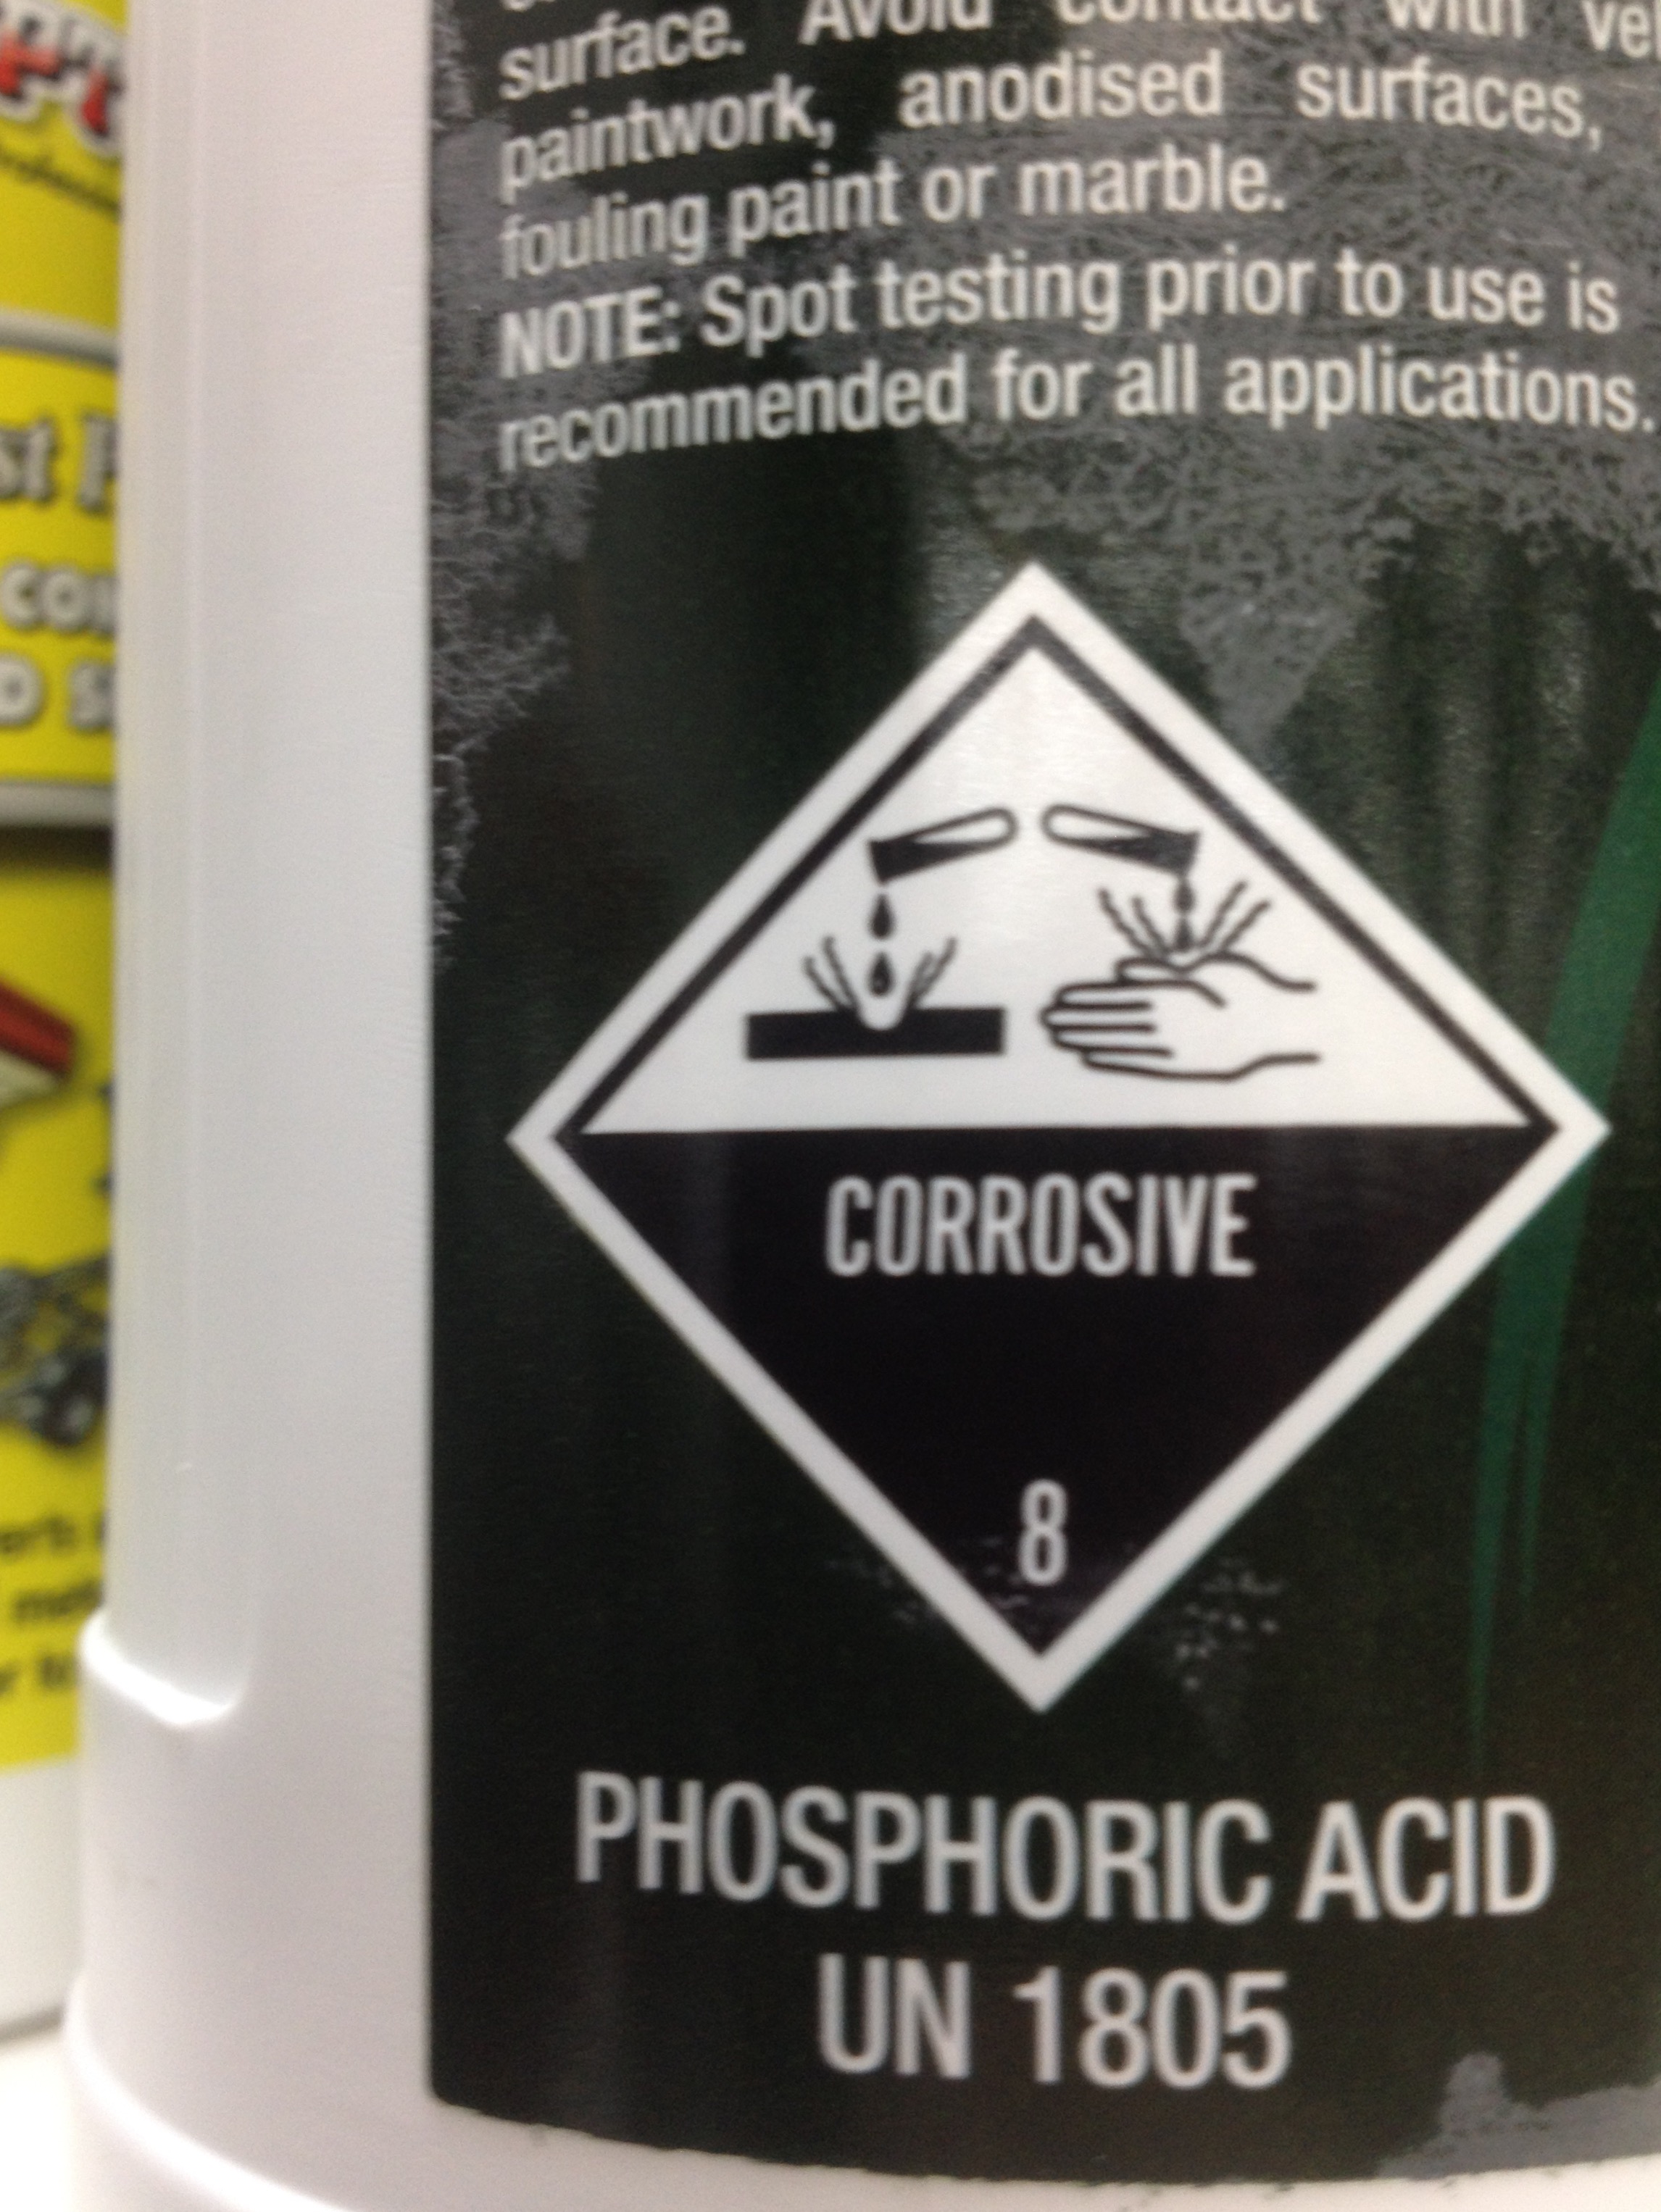 surface. Avoid contact with
paintwork, anodised surfaces,
fouling paint or marble.
NOTE: Spot testing prior to use is
recommended for all applications.
CORROSIVE
8
PHOSPHORIC ACID
UN 1805